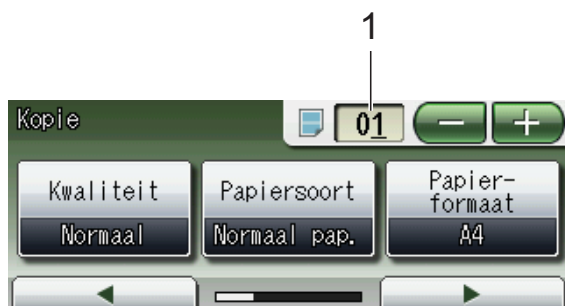 1
Kopie 01 − +
Kwaliteit Papiersoort Papier-
formaat
Normaal Normaal pap. A4